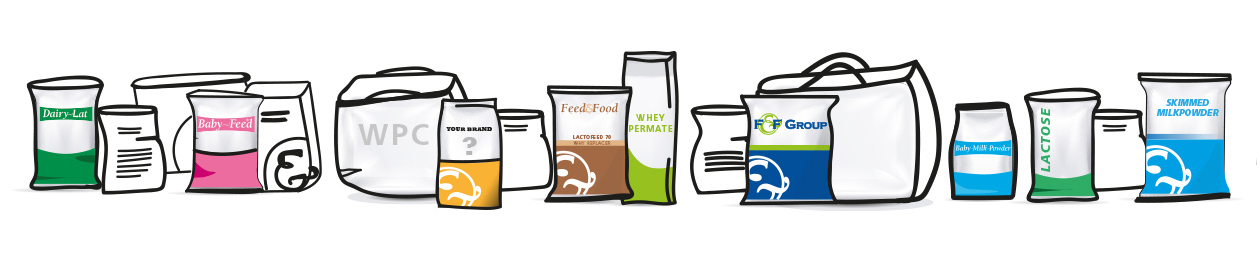 Dairy-Lat
Baby-Feed
WPC
YOUR BRAND
?
Feed&Food
LACTOFEED 70
WHEY REPLACER
WHEY
PERMATE
F&F GROUP
Baby Milk Powder
LACTOSE
SKIMMED
MILKPOWDER